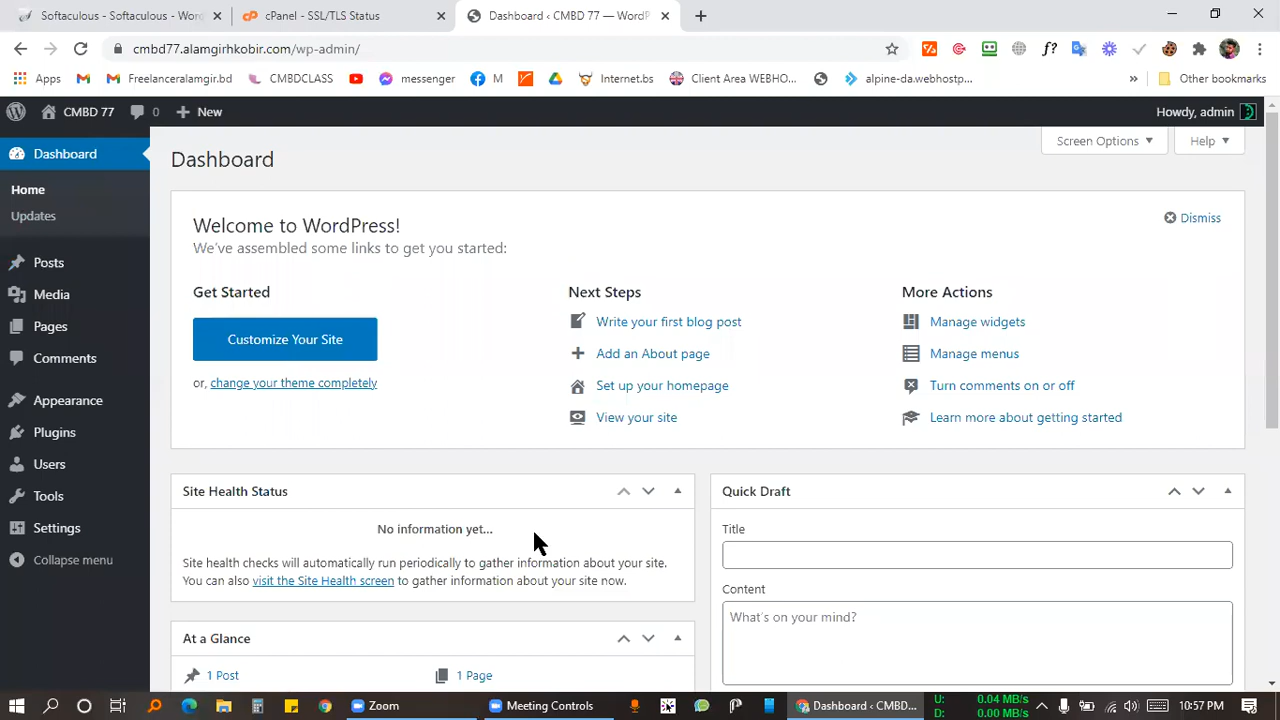 Softaculous - Softaculous - Wor
cPanel - SSL/TLS Status
Dashboard ‹ CMBD 77 — WordP
cmbd77.alamgirhkobir.com/wp-admin/
Apps
Freelanceralamgir.bd
CMBDCLASS
messenger
M
Internet.bs
Client Area WEBHO...
alpine-da.webhostp...
»
Other bookmarks
CMBD 77
0
New
Howdy, admin
Dashboard
Home
Updates
Posts
Media
Pages
Comments
Appearance
Plugins
Users
Tools
Settings
Collapse menu
Screen Options
Help
Dashboard
Welcome to WordPress!
Dismiss
We've assembled some links to get you started:
Get Started
Customize Your Site
or, change your theme completely
Next Steps
Write your first blog post
Add an About page
Set up your homepage
View your site
More Actions
Manage widgets
Manage menus
Turn comments on or off
Learn more about getting started
Site Health Status
No information yet...
Site health checks will automatically run periodically to gather information about your site.
You can also visit the Site Health screen to gather information about your site now.
At a Glance
1 Post
1 Page
Quick Draft
Title
Content
What's on your mind?
Zoom
Meeting Controls
Dashboard ‹ CMBD...
U: 0.04 MB/s
D: 0.00 MB/s
10:57 PM